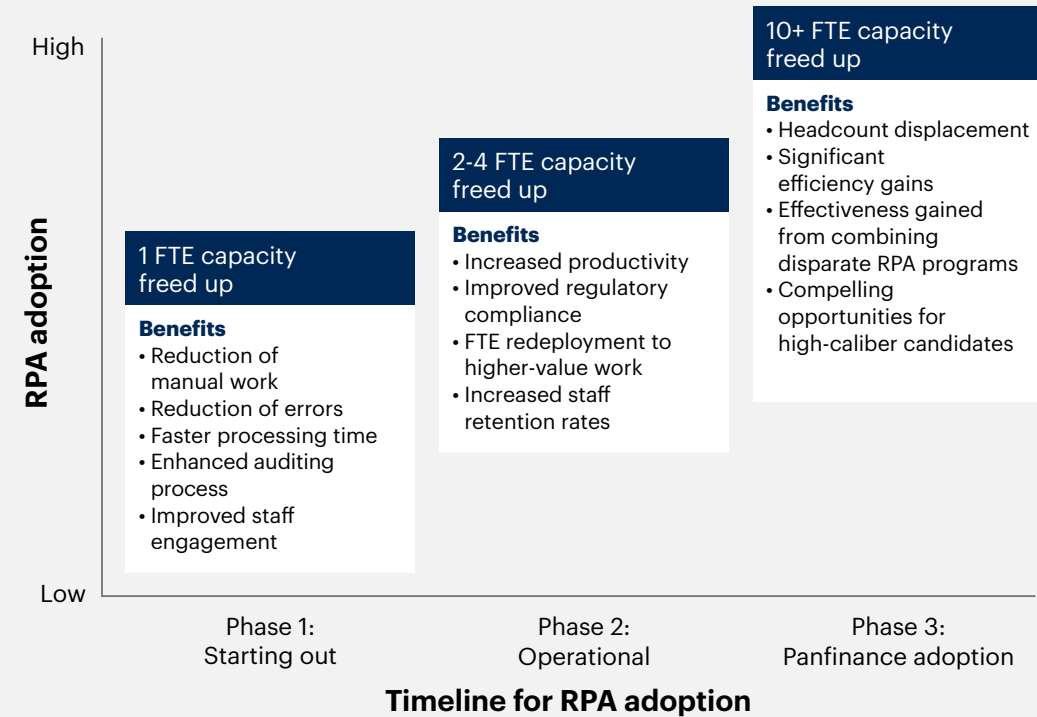 High
RPA adoption
Low
1 FTE capacity
freed up
Benefits
• Reduction of
manual work
• Reduction of errors
• Faster processing time
• Enhanced auditing
process
• Improved staff
engagement
2-4 FTE capacity
freed up
Benefits
• Increased productivity
• Improved regulatory
compliance
• FTE redeployment to
higher-value work
• Increased staff
retention rates
10+ FTE capacity
freed up
Benefits
• Headcount displacement
• Significant
efficiency gains
• Effectiveness gained
from combining
disparate RPA programs
• Compelling
opportunities for
high-caliber candidates
Phase 1:
Starting out
Phase 2:
Operational
Phase 3:
Panfinance adoption
Timeline for RPA adoption